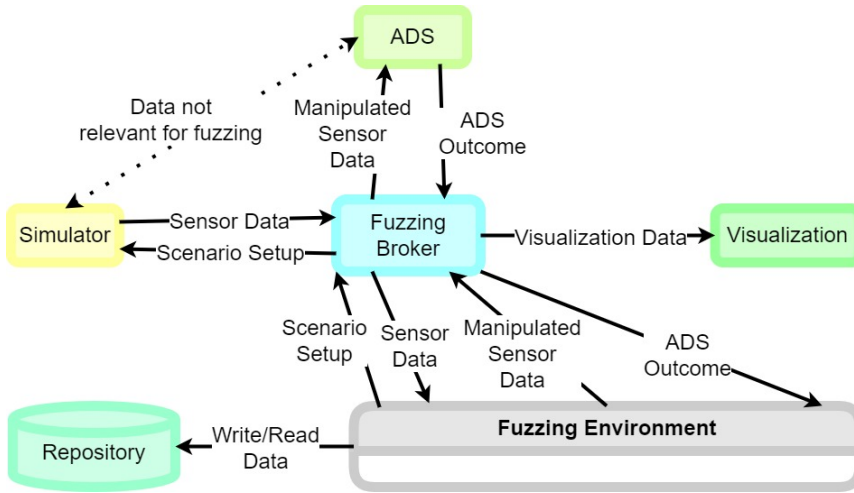 ADS
Data not
relevant for fuzzing
Manipulated
Sensor
Data
ADS
Outcome
Simulator
Sensor Data
Scenario Setup
Fuzzing
Broker
Visualization Data
Visualization
Scenario
Setup
Sensor
Data
Manipulated
Sensor
Data
ADS
Outcome
Repository
Write/Read
Data
Fuzzing Environment